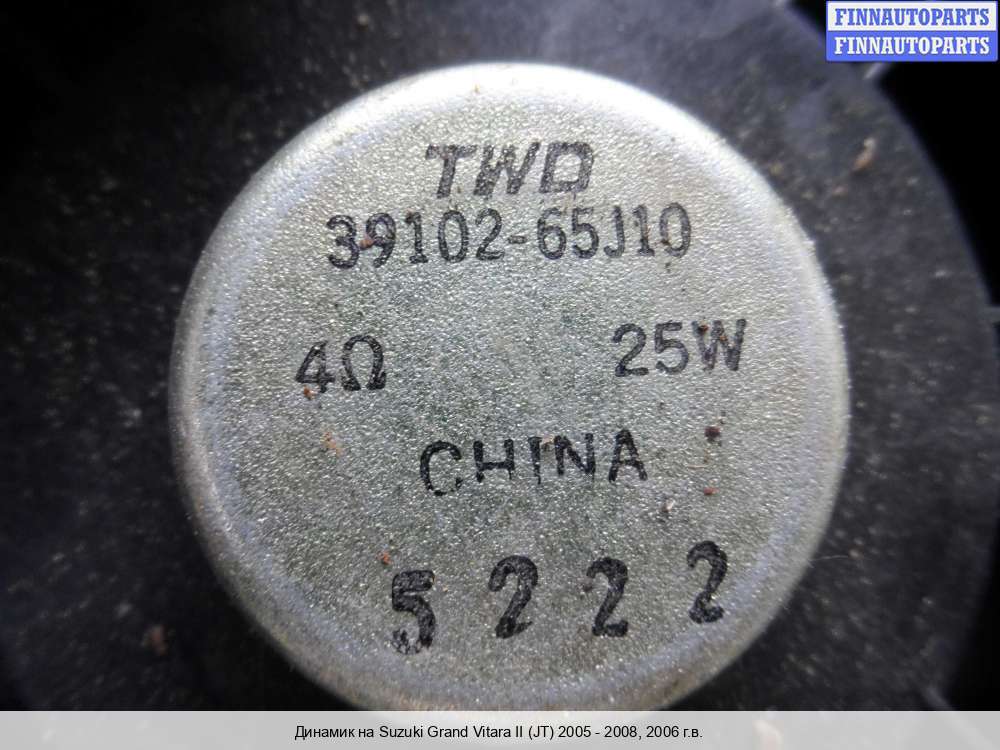 FINNAUTOPARTS
FINNAUTOPARTS
TWD
39102-65J10
4Ω 25W
CHINA
5222
Динамик на Suzuki Grand Vitara II (JT) 2005 - 2008, 2006 г.в.